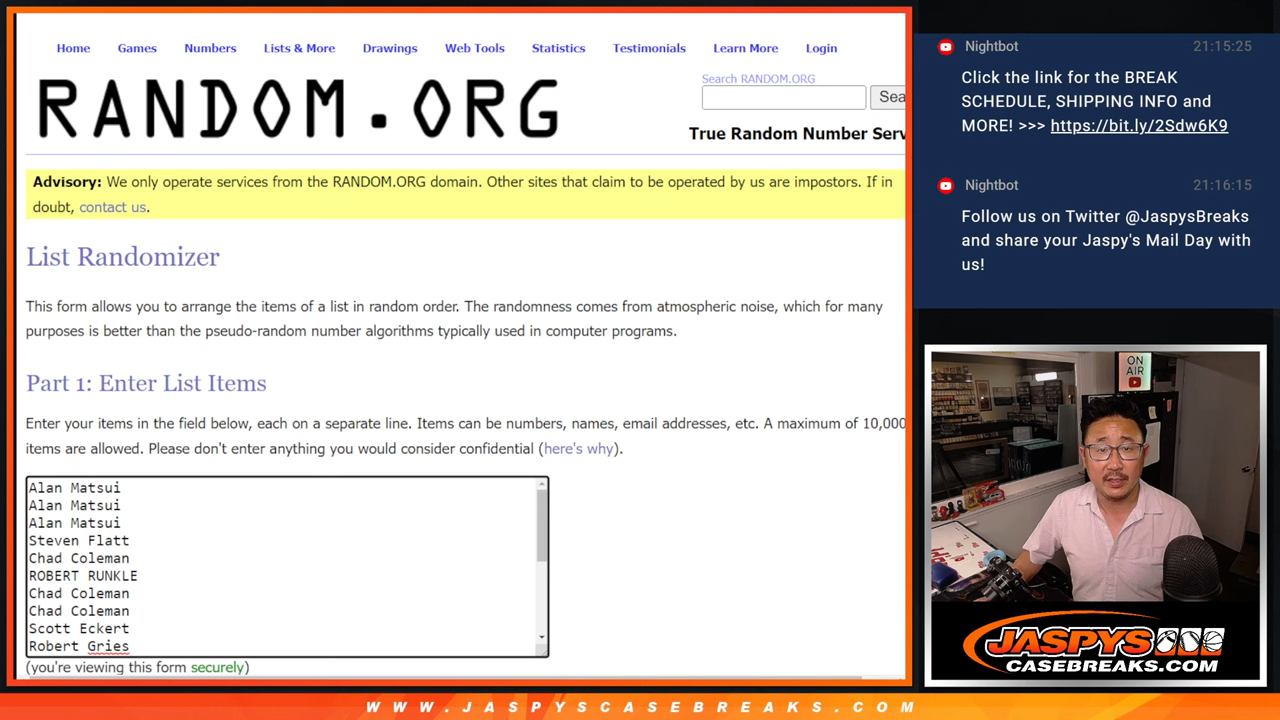 Home Games Numbers Lists & More Drawings Web Tools Statistics Testimonials Learn More Login
RANDOM.ORG
Search RANDOM.ORG
Sea
True Random Number Serv
Advisory: We only operate services from the RANDOM.ORG domain. Other sites that claim to be operated by us are impostors. If in
doubt, contact us.
List Randomizer
This form allows you to arrange the items of a list in random order. The randomness comes from atmospheric noise, which for many
purposes is better than the pseudo-random number algorithms typically used in computer programs.
Part 1: Enter List Items
Enter your items in the field below, each on a separate line. Items can be numbers, names, email addresses, etc. A maximum of 10,000
items are allowed. Please don't enter anything you would consider confidential (here's why).
Alan Matsui
Alan Matsui
Alan Matsui
Steven Flatt
Chad Coleman
ROBERT RUNKLE
Chad Coleman
Chad Coleman
Scott Eckert
Robert Gries
(you're viewing this form securely)
Nightbot 21:15:25
Click the link for the BREAK
SCHEDULE, SHIPPING INFO and
MORE! >>> https://bit.ly/2Sdw6K9
Nightbot 21:16:15
Follow us on Twitter @JaspysBreaks
and share your Jaspy's Mail Day with
us!
ON
AIR
JASPYS
CASEBREAKS.COM
WWW.JASPYSCASEBREAKS.COM